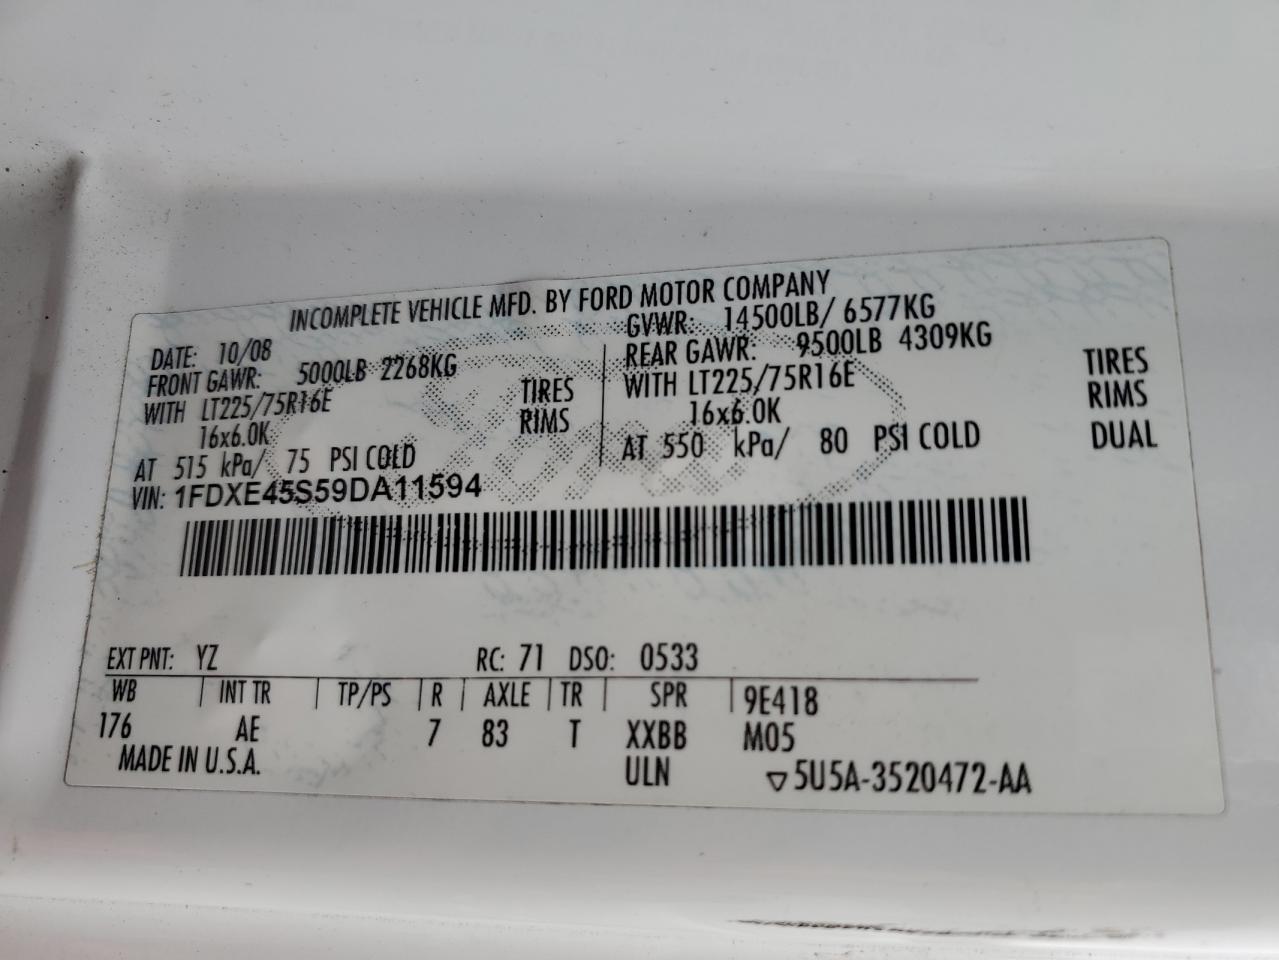 INCOMPLETE VEHICLE MFD. BY FORD MOTOR COMPANY
DATE: 10/08 GVWR: 14500LB/ 6577KG
FRONT GAWR: 5000LB 2268KG REAR GAWR: 9500LB 4309KG
WITH LT225/75R16E TIRES WITH LT225/75R16E TIRES
16x6.0K RIMS 16x6.0K RIMS
AT 515 kPa/ 75 PSI COLD AT 550 kPa/ 80 PSI COLD DUAL
VIN: 1FDXE45S59DA11594
EXT PNT: YZ RC: 71 DSO: 0533
WB INT TR TP/PS R AXLE TR SPR 9E418
176 AE 7 83 T XXBB M05
MADE IN U.S.A. ULN ▽5U5A-3520472-AA